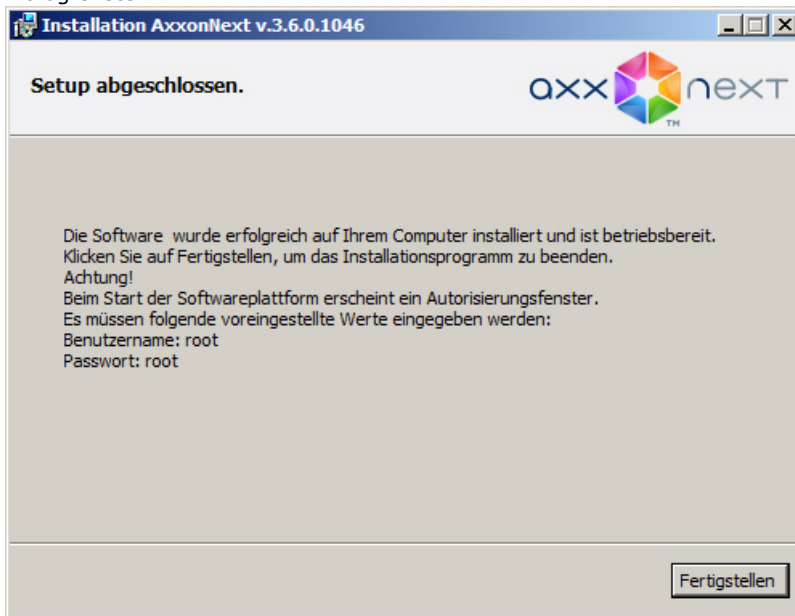 Installation AxxonNext v.3.6.0.1046
Setup abgeschlossen.
axx next
TM
Die Software wurde erfolgreich auf Ihrem Computer installiert und ist betriebsbereit.
Klicken Sie auf Fertigstellen, um das Installationsprogramm zu beenden.
Achtung!
Beim Start der Softwareplattform erscheint ein Autorisierungsfenster.
Es müssen folgende voreingestellte Werte eingegeben werden:
Benutzername: root
Passwort: root
Fertigstellen